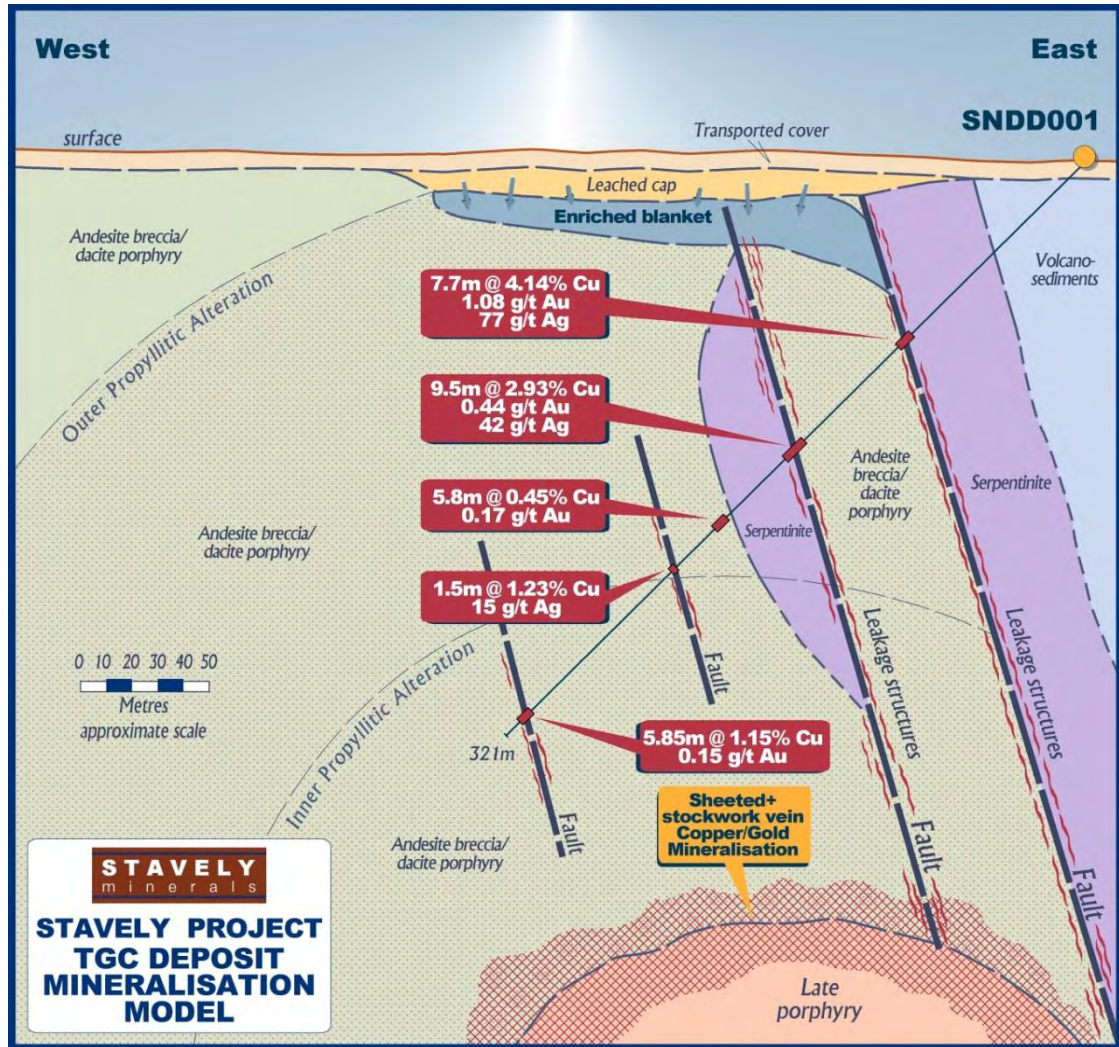 West
East
SNDD001
surface
Transported cover
Leached cap
Enriched blanket
Andesite breccia/
dacite porphyry
Volcano-
sediments
Outer Propyllitic Alteration
7.7m @ 4.14% Cu
1.08 g/t Au
77 g/t Ag
9.5m @ 2.93% Cu
0.44 g/t Au
42 g/t Ag
Andesite
breccia/
dacite
porphyry
Serpentinite
5.8m @ 0.45% Cu
0.17 g/t Au
Andesite breccia/
dacite porphyry
Serpentinite
1.5m @ 1.23% Cu
15 g/t Ag
Leakage structures
Leakage structures
Fault
0 10 20 30 40 50
Metres
approximate scale
Inner Propyllitic Alteration
321m
5.85m @ 1.15% Cu
0.15 g/t Au
Fault
Sheeted+
stockwork vein
Copper/Gold
Mineralisation
Fault
Fault
Andesite breccia/
dacite porphyry
STAVELY
minerals
STAVELY PROJECT
TGC DEPOSIT
MINERALISATION
MODEL
Late
porphyry